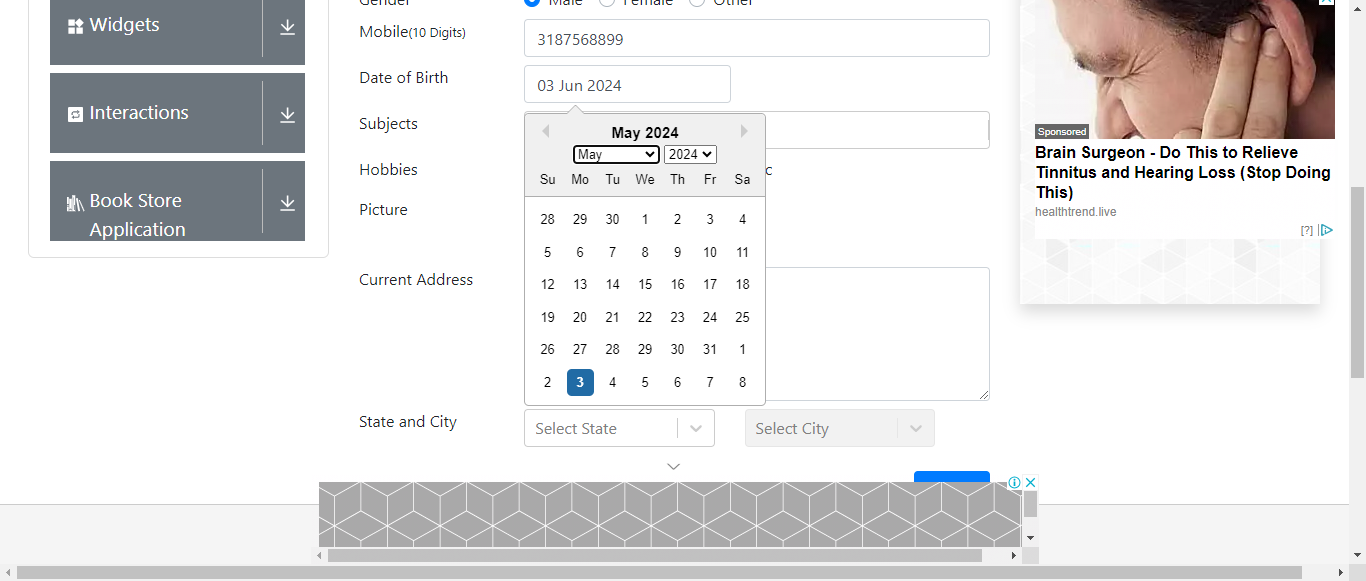 Widgets
Interactions
Book Store
Application
Gender
Male
Female
Other
Mobile(10 Digits)
3187568899
Date of Birth
03 Jun 2024
Subjects
Hobbies
Picture
Current Address
State and City
May 2024
May
2024
Su Mo Tu We Th Fr Sa
28 29 30 1 2 3 4
5 6 7 8 9 10 11
12 13 14 15 16 17 18
19 20 21 22 23 24 25
26 27 28 29 30 31 1
2 3 4 5 6 7 8
c
Select State
Select City
Sponsored
Brain Surgeon - Do This to Relieve
Tinnitus and Hearing Loss (Stop Doing
This)
healthtrend.live
[?]